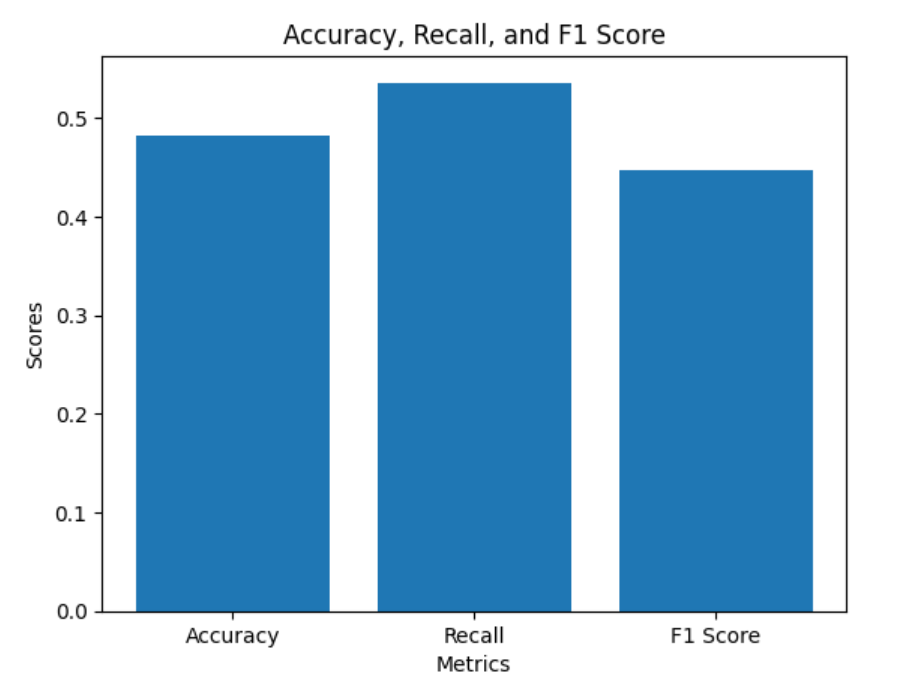 Accuracy, Recall, and F1 Score
0.5
0.4
0.3
0.2
0.1
0.0
Scores
Accuracy Recall F1 Score
Metrics